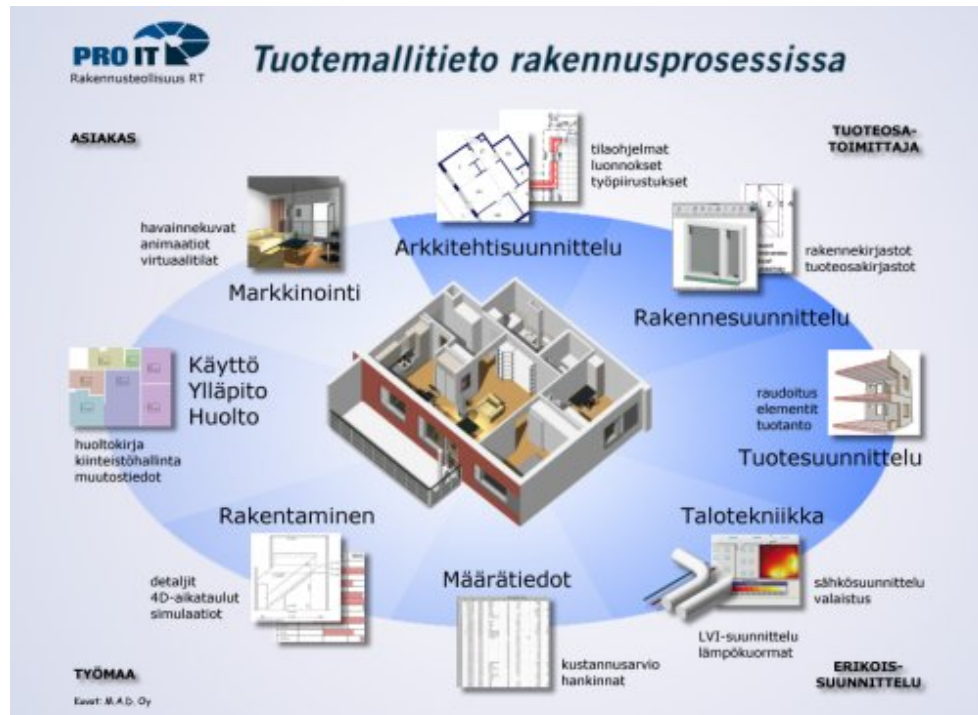 PRO IT
Rakennusteollisuus RT
Tuotemallitieto rakennusprosessissa
ASIAKAS
TUOTEOSA-
TOIMITTAJA
tilaohjelmat
luonnokset
työpiirustukset
Arkkitehtisuunnittelu
havainnekuvat
animaatiot
virtuaalitilat
Markkinointi
rakennekirjastot
tuoteosakirjastot
Rakennesuunnittelu
Käyttö
Ylläpito
Huolto
huoltokirja
kiinteistöhallinta
muutostiedot
raudoitus
elementit
tuotanto
Tuotesuunnittelu
Rakentaminen
detaljit
4D-aikataulut
simulaatiot
Määrätiedot
kustannusarvio
hankinnat
Talotekniikka
sähkösuunnittelu
valaistus
LVI-suunnittelu
lämpökuormat
TYÖMAA
Kuvat: M.A.D. Oy
ERIKOIS-
SUUNNITTELU